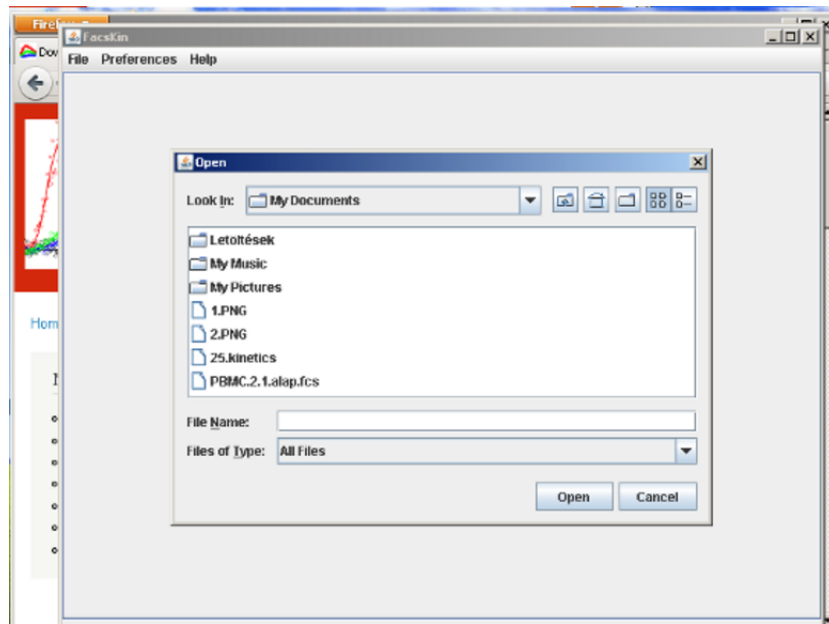 FacsKin
File Preferences Help
Open
Look In: My Documents
Letoltések
My Music
My Pictures
1.PNG
2.PNG
25.kinetics
PBMC.2.1.alap.fcs
File Name:
Files of Type: All Files
Open Cancel